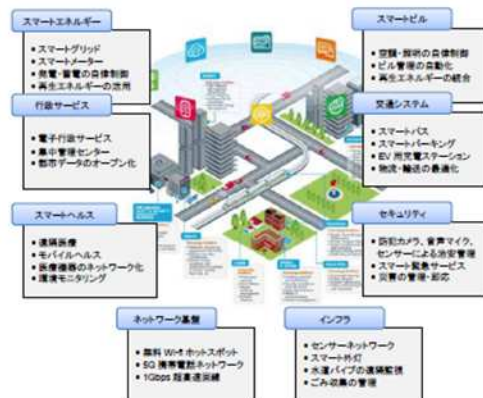 スマートエネルギー
• スマートグリッド
• スマートメーター
• 発電・蓄電の自律制御
• 再生エネルギーの活用
スマートビル
• 空調・照明の自律制御
• ビル管理の自動化
• 再生エネルギーの統合
行政サービス
• 電子行政サービス
• 集中管理センター
• 都市データのオープン化
交通システム
• スマートバス
• スマートパーキング
• EV用充電ステーション
• 物流・輸送の最適化
スマートヘルス
• 遠隔医療
• モバイルヘルス
• 医療機器のネットワーク化
• 環境モニタリング
セキュリティ
• 防犯カメラ、音声マイク、
センサーによる治安管理
• スマート緊急サービス
• 災害の管理・即応
ネットワーク基盤
• 無料 Wi-fi ホットスポット
• 5G 携帯電話ネットワーク
• 1Gbps 超高速回線
インフラ
• センサーネットワーク
• スマート外灯
• 水道パイプの遠隔監視
• ごみ収集の管理